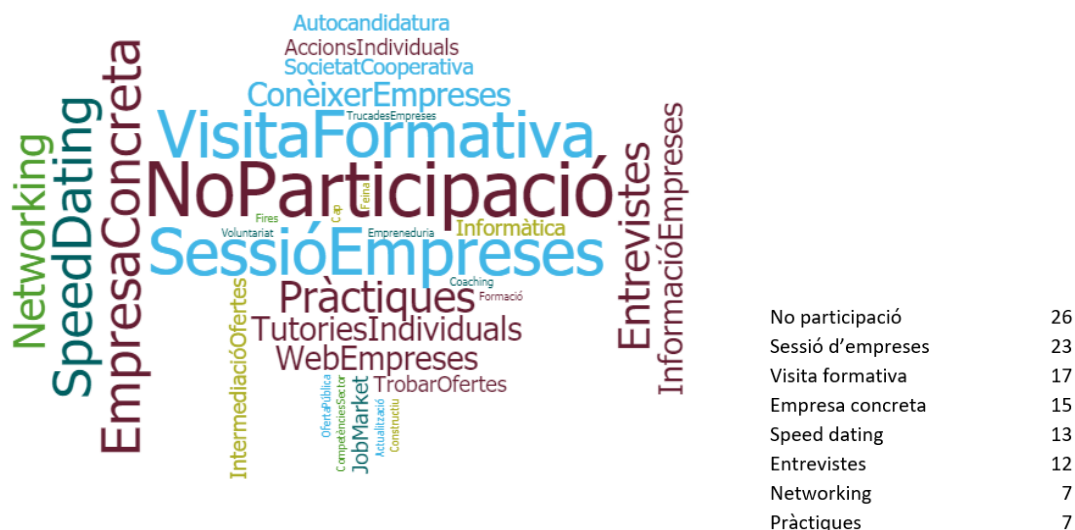 Autocandidatura
AccionsIndividuals
SocietatCooperativa
ConèixerEmpreses
TrucadesEmpreses
VisitaFormativa
NoParticipació
Feina
Cap
Fires
Informàtica
Voluntariat
Empreneduria
SessióEmpreses
Coaching
Pràctiques
Formació
TutoriesIndividuals
WebEmpreses
TrobarOfertes
Networking
SpeedDating
EmpresaConcreta
IntermediacióOfertes
OfertaPública
CompetènciesSector
JobMarket
Actualització
Constructiu
Entrevistes
InformacióEmpreses
No participació 26
Sessió d’empreses 23
Visita formativa 17
Empresa concreta 15
Speed dating 13
Entrevistes 12
Networking 7
Pràctiques 7